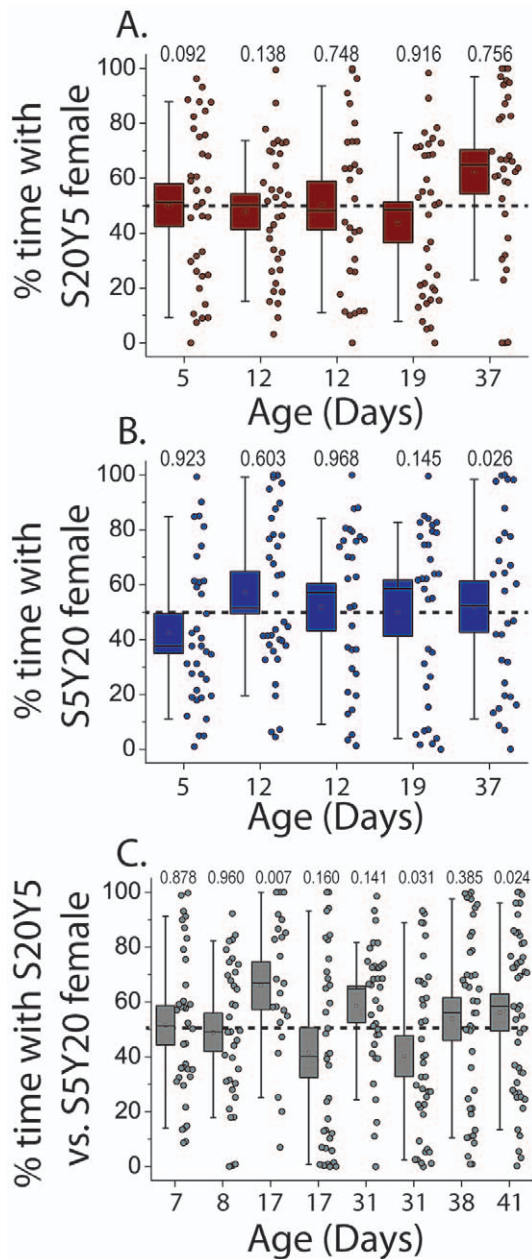 A.
0.092 0.138 0.748 0.916 0.756
100
80
60
40
20
0
% time with
S20Y5 female
5 12 12 19 37
Age (Days)
B.
0.923 0.603 0.968 0.145 0.026
100
80
60
40
20
0
% time with
S5Y20 female
5 12 12 19 37
Age (Days)
C.
0.878 0.960 0.007 0.160 0.141 0.031 0.385 0.024
100
80
60
40
20
0
% time with S20Y5
vs. S5Y20 female
7 8 17 17 31 31 38 41
Age (Days)